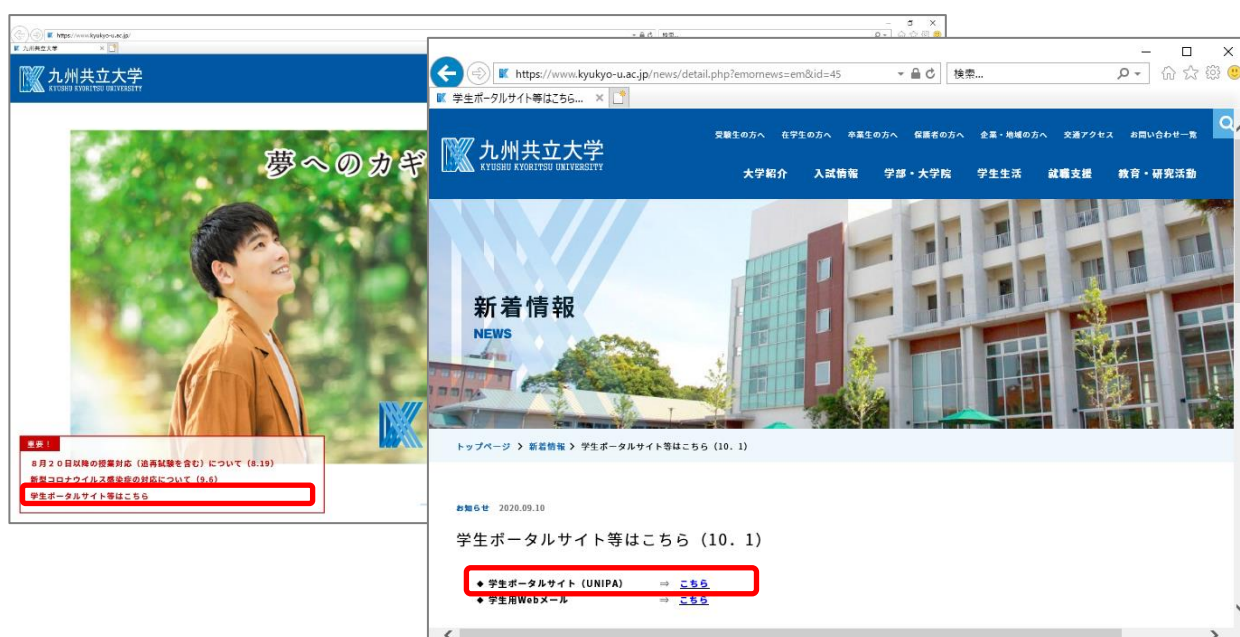 https://www.kyukyo-u.ac.jp/
検索...
九州共立大学
九州共立大学
KYUSHU KYORITSU UNIVERSITY
夢へのカギ
重要！
８月２０日以降の授業対応（追再試験を含む）について（8.19）
新型コロナウイルス感染症の対応について（9.6）
学生ポータルサイト等はこちら
https://www.kyukyo-u.ac.jp/news/detail.php?emornews=em&id=45
検索...
学生ポータルサイト等はこちら...
受験生の方へ 在学生の方へ 卒業生の方へ 保護者の方へ 企業・地域の方へ 交通アクセス お問い合わせ一覧
九州共立大学
KYUSHU KYORITSU UNIVERSITY
大学紹介 入試情報 学部・大学院 学生生活 就職支援 教育・研究活動
新着情報
NEWS
トップページ > 新着情報 > 学生ポータルサイト等はこちら（10．1）
お知らせ 2020.09.10
学生ポータルサイト等はこちら（10．1）
◆ 学生ポータルサイト（UNIPA） ⇒ こちら
◆ 学生用Webメール ⇒ こちら